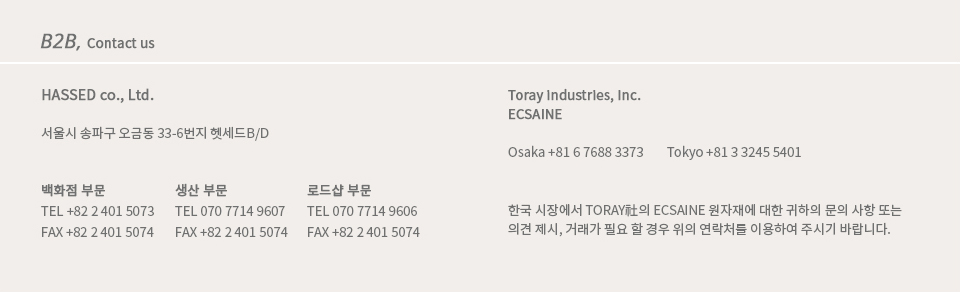 B2B, Contact us
HASSED co., Ltd.
서울시 송파구 오금동 33-6번지 헷세드B/D
백화점 부문 생산 부문 로드샵 부문
TEL +82 2 401 5073 TEL 070 7714 9607 TEL 070 7714 9606
FAX +82 2 401 5074 FAX +82 2 401 5074 FAX +82 2 401 5074
Toray Industries, Inc.
ECSAINE
Osaka +81 6 7688 3373 Tokyo +81 3 3245 5401
한국 시장에서 TORAY社의 ECSAINE 원자재에 대한 귀하의 문의 사항 또는
의견 제시, 거래가 필요 할 경우 위의 연락처를 이용하여 주시기 바랍니다.